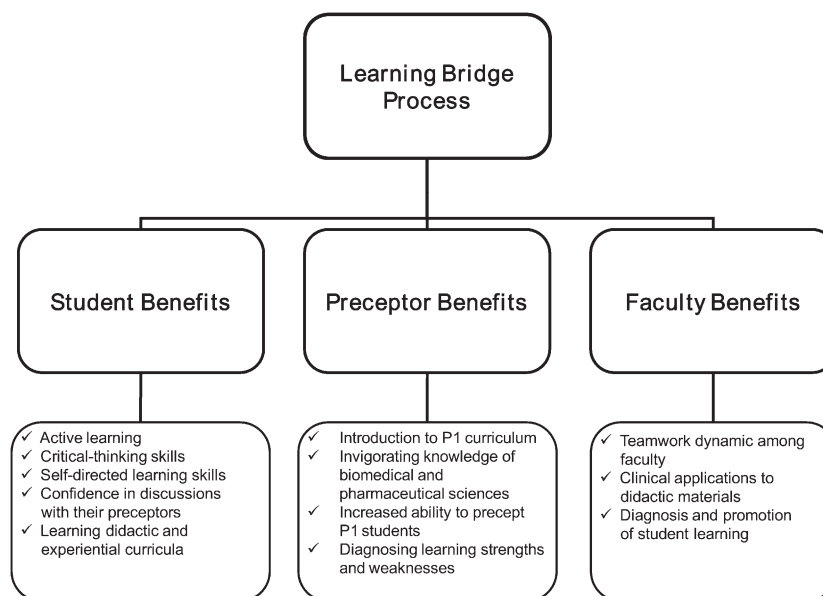 Learning Bridge
Process
Student Benefits
Preceptor Benefits
Faculty Benefits
✓ Active learning
✓ Critical-thinking skills
✓ Self-directed learning skills
✓ Confidence in discussions
with their preceptors
✓ Learning didactic and
experiential curricula
✓ Introduction to P1 curriculum
✓ Invigorating knowledge of
biomedical and
pharmaceutical sciences
✓ Increased ability to precept
P1 students
✓ Diagnosing learning strengths
and weaknesses
✓ Teamwork dynamic among
faculty
✓ Clinical applications to
didactic materials
✓ Diagnosis and promotion
of student learning